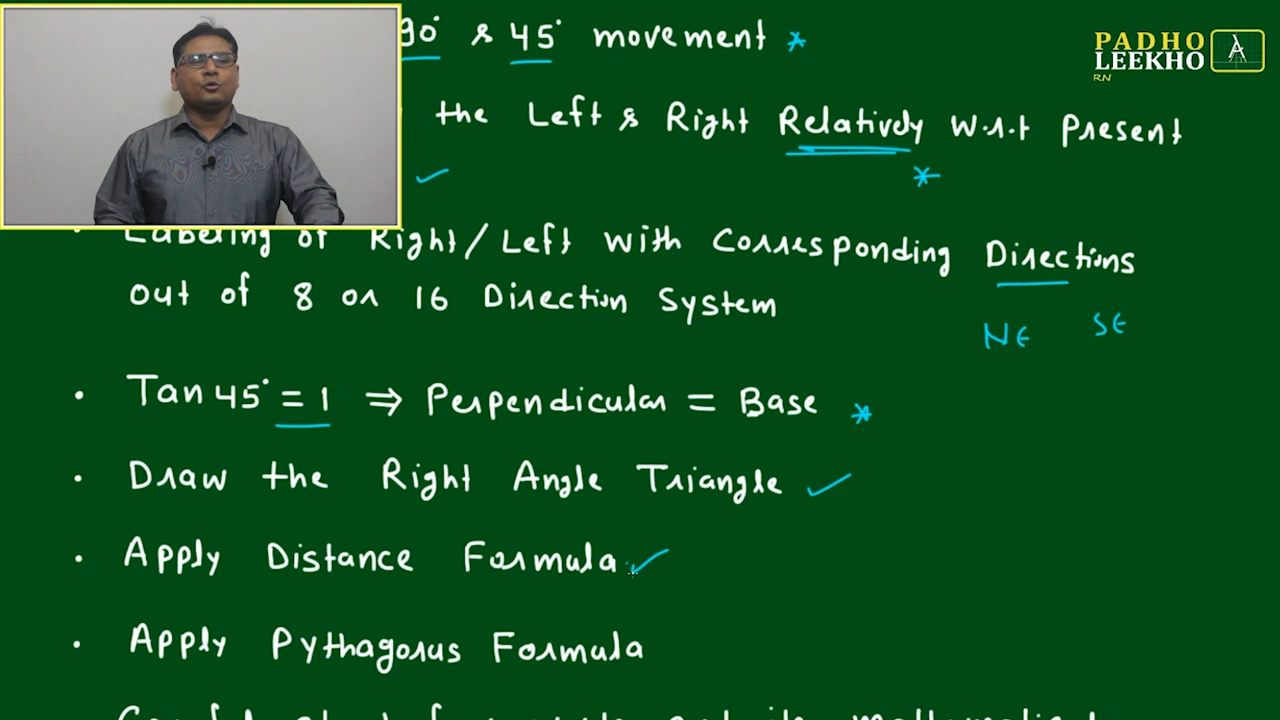 90° & 45° movement *
PADHO
LEEKHO
RN
the Left & Right Relatively w.r.t Present
Labeling of Right/Left with Corresponding Directions
out of 8 or 16 Direction System
NE SE
• Tan 45° = 1 ⇒ Perpendicular = Base *
• Draw the Right Angle Triangle ✓
• Apply Distance Formula ✓
• Apply Pythagorus Formula